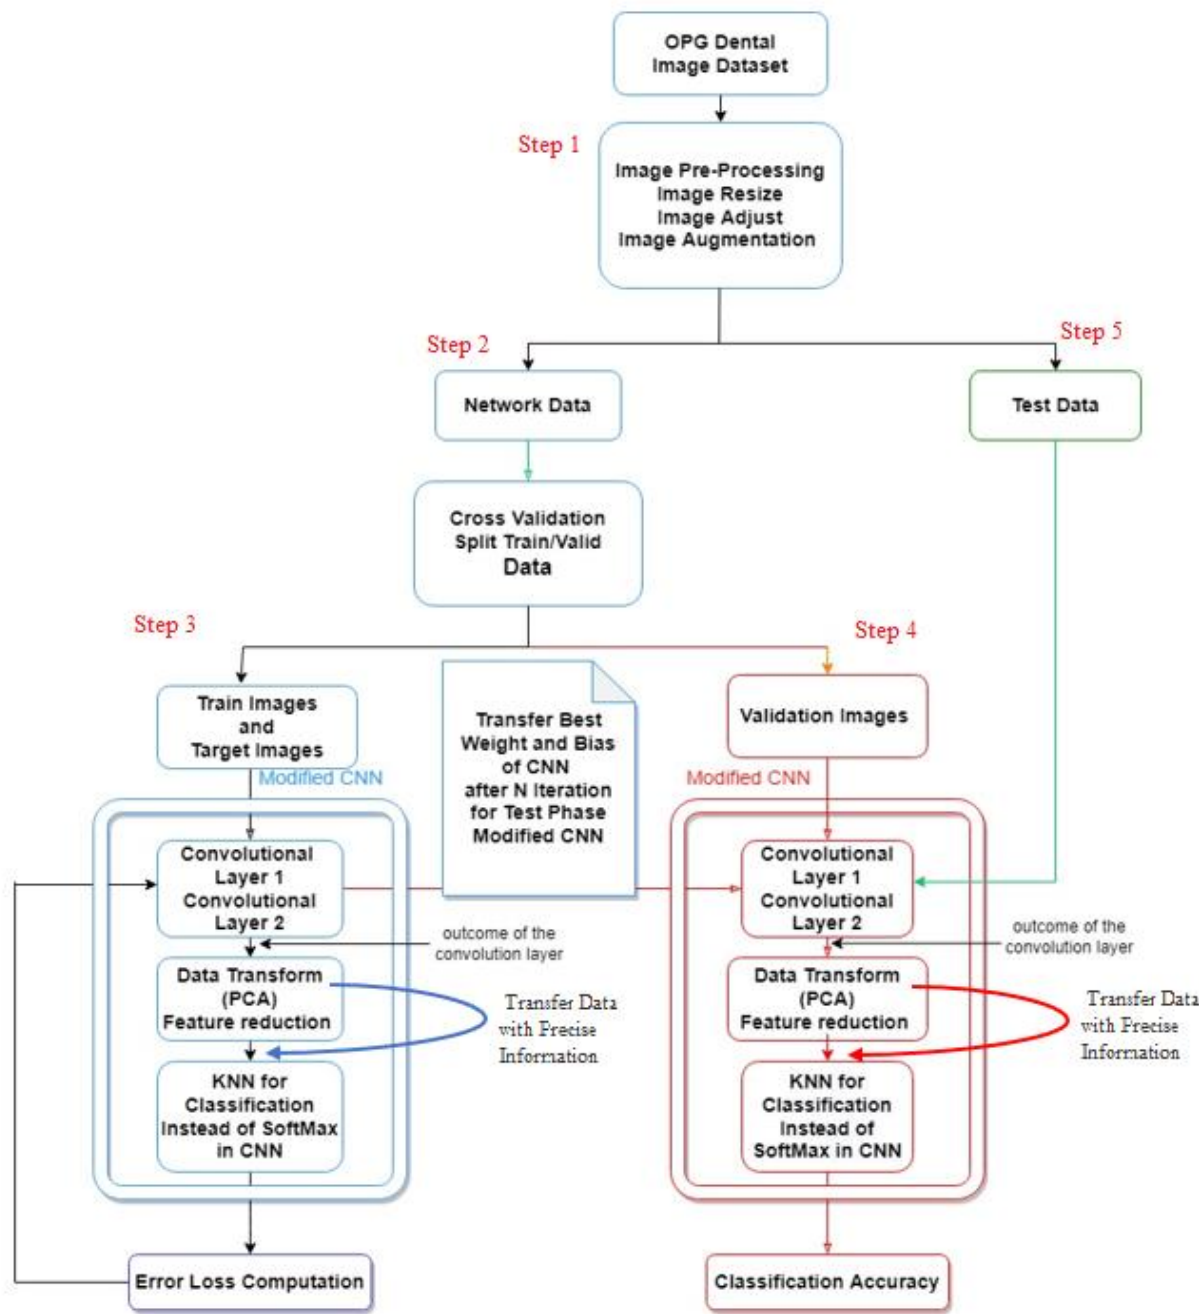 OPG Dental
Image Dataset
Step 1
Image Pre-Processing
Image Resize
Image Adjust
Image Augmentation
Step 2
Step 5
Network Data
Test Data
Cross Validation
Split Train/Valid
Data
Step 3
Step 4
Train Images
and
Target Images
Transfer Best
Weight and Bias
of CNN
after N Iteration
for Test Phase
Modified CNN
Validation Images
Modified CNN
Modified CNN
Convolutional
Layer 1
Convolutional
Layer 2
Convolutional
Layer 1
Convolutional
Layer 2
outcome of the
convolution layer
outcome of the
convolution layer
Data Transform
(PCA)
Feature reduction
Transfer Data
with Precise
Information
Data Transform
(PCA)
Feature reduction
Transfer Data
with Precise
Information
KNN for
Classification
Instead of SoftMax
in CNN
KNN for
Classification
Instead of
SoftMax in CNN
Error Loss Computation
Classification Accuracy